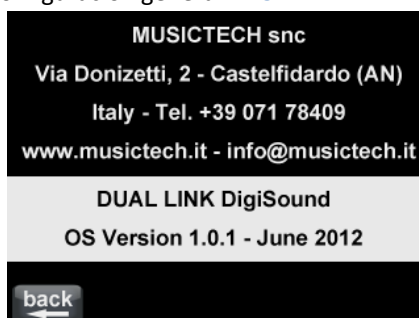 MUSICTECH snc
Via Donizetti, 2 - Castelfidardo (AN)
Italy - Tel. +39 071 78409
www.musictech.it - info@musictech.it
DUAL LINK DigiSound
OS Version 1.0.1 - June 2012
back